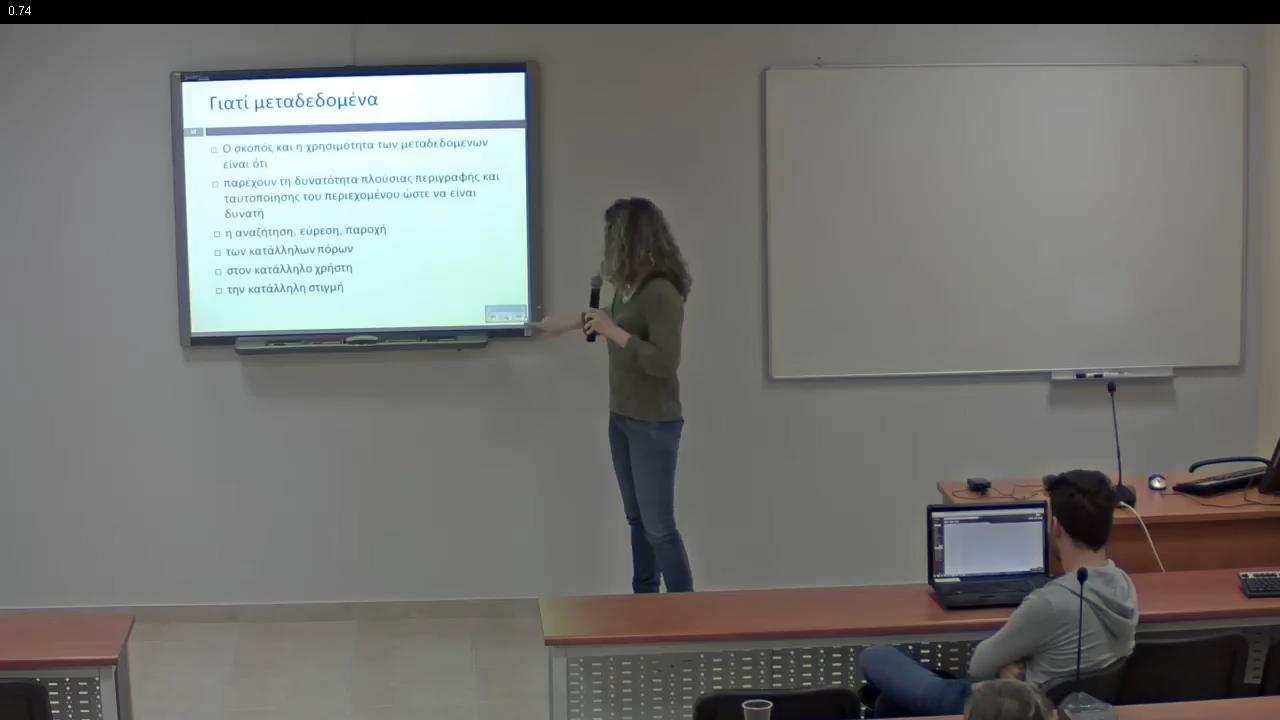 0.74
Γιατί μεταδεδομένα
Ο σκοπός και η χρησιμότητα των μεταδεδομένων
είναι ότι
παρέχουν τη δυνατότητα πλούσιας περιγραφής και
ταυτοποίησης του περιεχομένου ώστε να είναι
δυνατή
η αναζήτηση, εύρεση, παροχή
των κατάλληλων πόρων
στον κατάλληλο χρήστη
την κατάλληλη στιγμή